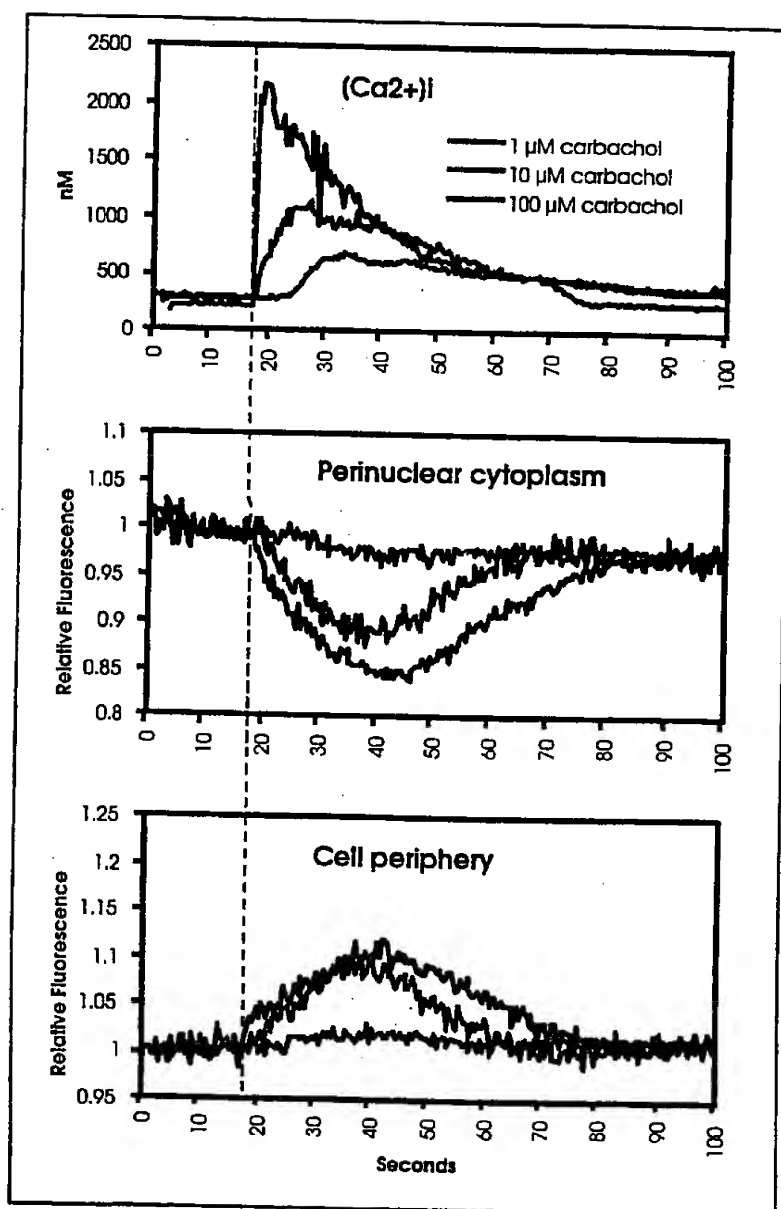 2500
2000
1500
1000
500
0
nM
(Ca2+)i
1 µM carbachol
10 µM carbachol
100 µM carbachol
0 10 20 30 40 50 60 70 80 90 100
1.1
1.05
1
0.95
0.9
0.85
0.8
Relative Fluorescence
Perinuclear cytoplasm
0 10 20 30 40 50 60 70 80 90 100
1.25
1.2
1.15
1.1
1.05
1
0.95
Relative Fluorescence
Cell periphery
0 10 20 30 40 50 60 70 80 90 100
Seconds